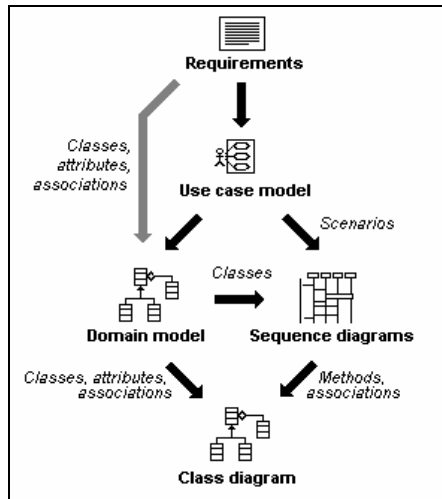 Requirements
Classes,
attributes,
associations
Use case model
Scenarios
Classes
Domain model
Sequence diagrams
Classes, attributes,
associations
Methods,
associations
Class diagram